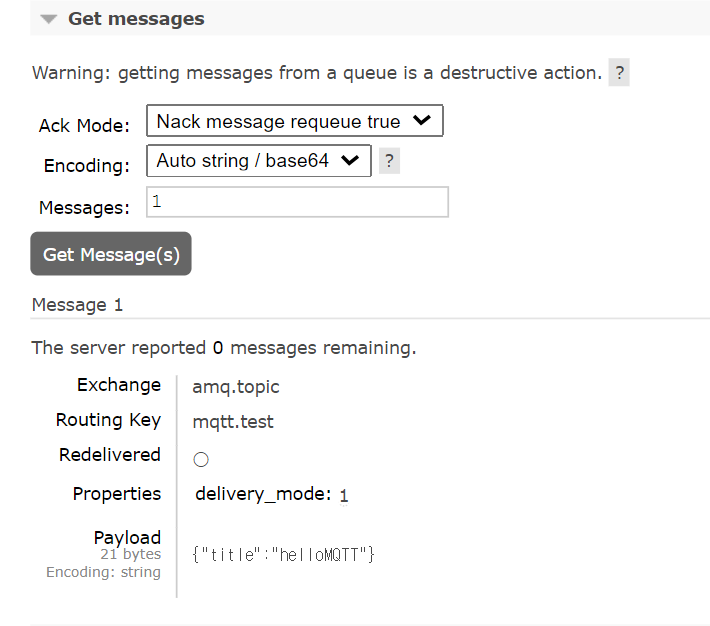 Get messages
Warning: getting messages from a queue is a destructive action. ?
Ack Mode: Nack message requeue true
Encoding: Auto string / base64 ?
Messages: 1
Get Message(s)
Message 1
The server reported 0 messages remaining.
Exchange amq.topic
Routing Key mqtt.test
Redelivered
Properties delivery_mode: 1
Payload
21 bytes
Encoding: string
{"title":"helloMQTT"}